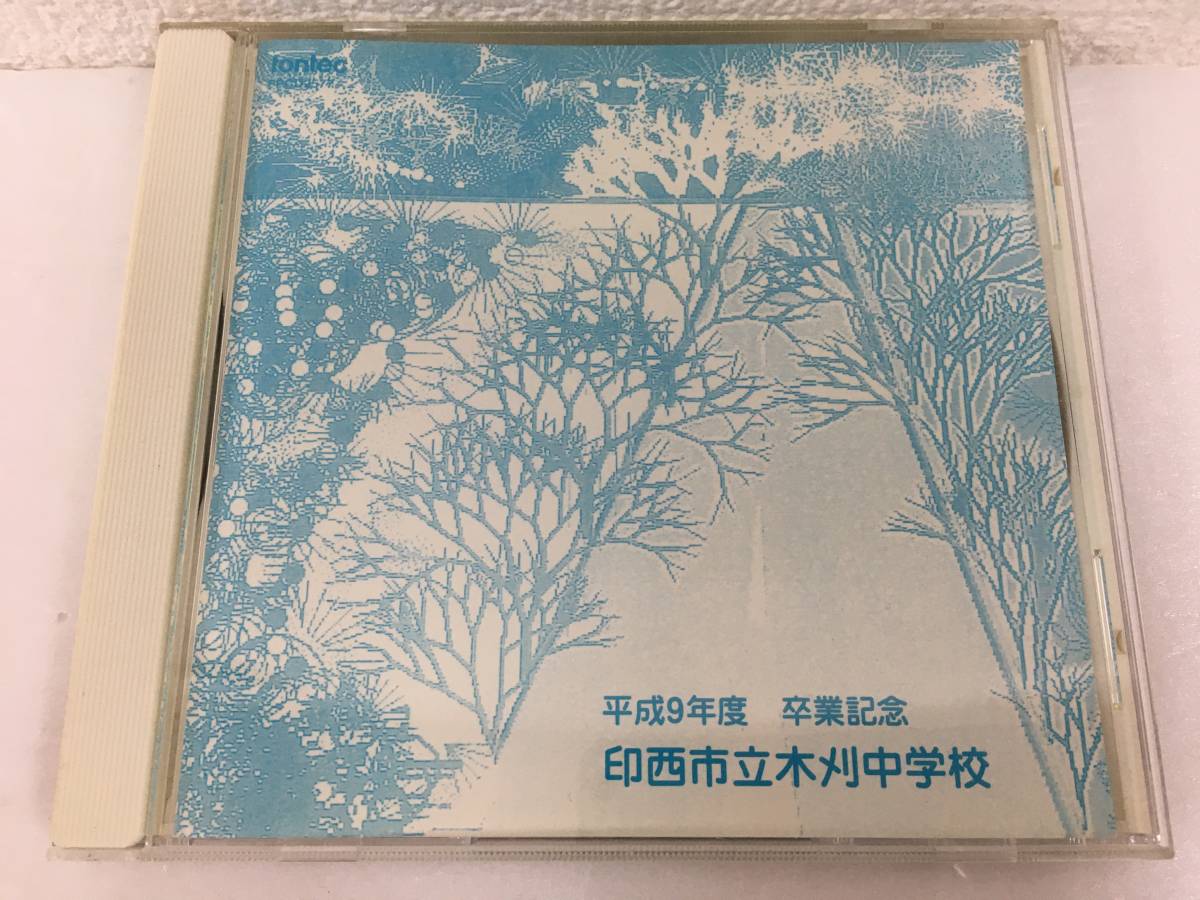 fontec
平成9年度　卒業記念
印西市立木刈中学校